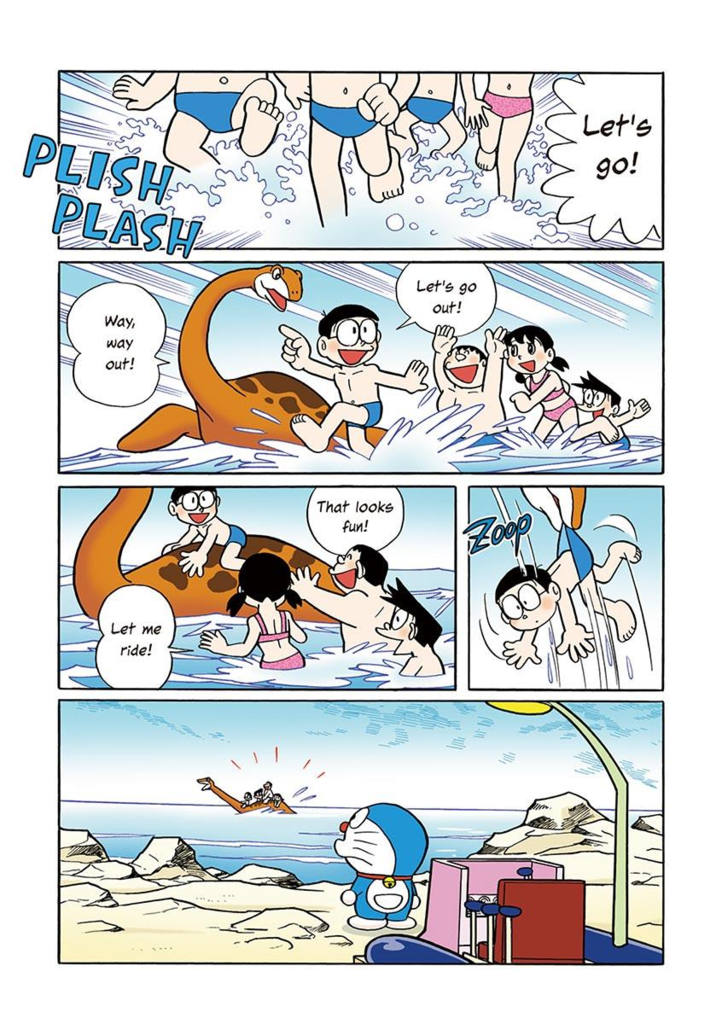 Let's
go!
PLISH
PLASH
Way,
way
out!
Let's go
out!
That looks
fun!
Let me
ride!
Zoop